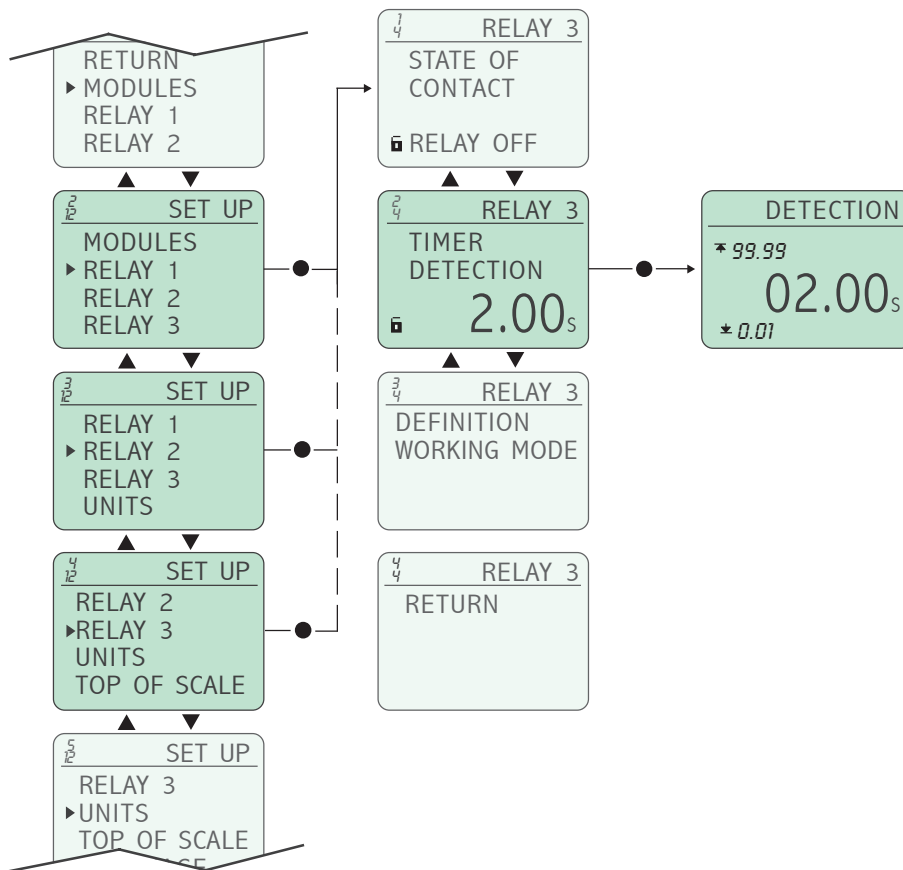 RETURN
MODULES
RELAY 1
RELAY 2
2/12 SET UP
MODULES
RELAY 1
RELAY 2
RELAY 3
3/12 SET UP
RELAY 1
RELAY 2
RELAY 3
UNITS
4/12 SET UP
RELAY 2
RELAY 3
UNITS
TOP OF SCALE
5/12 SET UP
RELAY 3
UNITS
TOP OF SCALE
1/4 RELAY 3
STATE OF
CONTACT
RELAY OFF
2/4 RELAY 3
TIMER
DETECTION
2.00s
3/4 RELAY 3
DEFINITION
WORKING MODE
4/4 RELAY 3
RETURN
DETECTION
99.99
02.00s
0.01